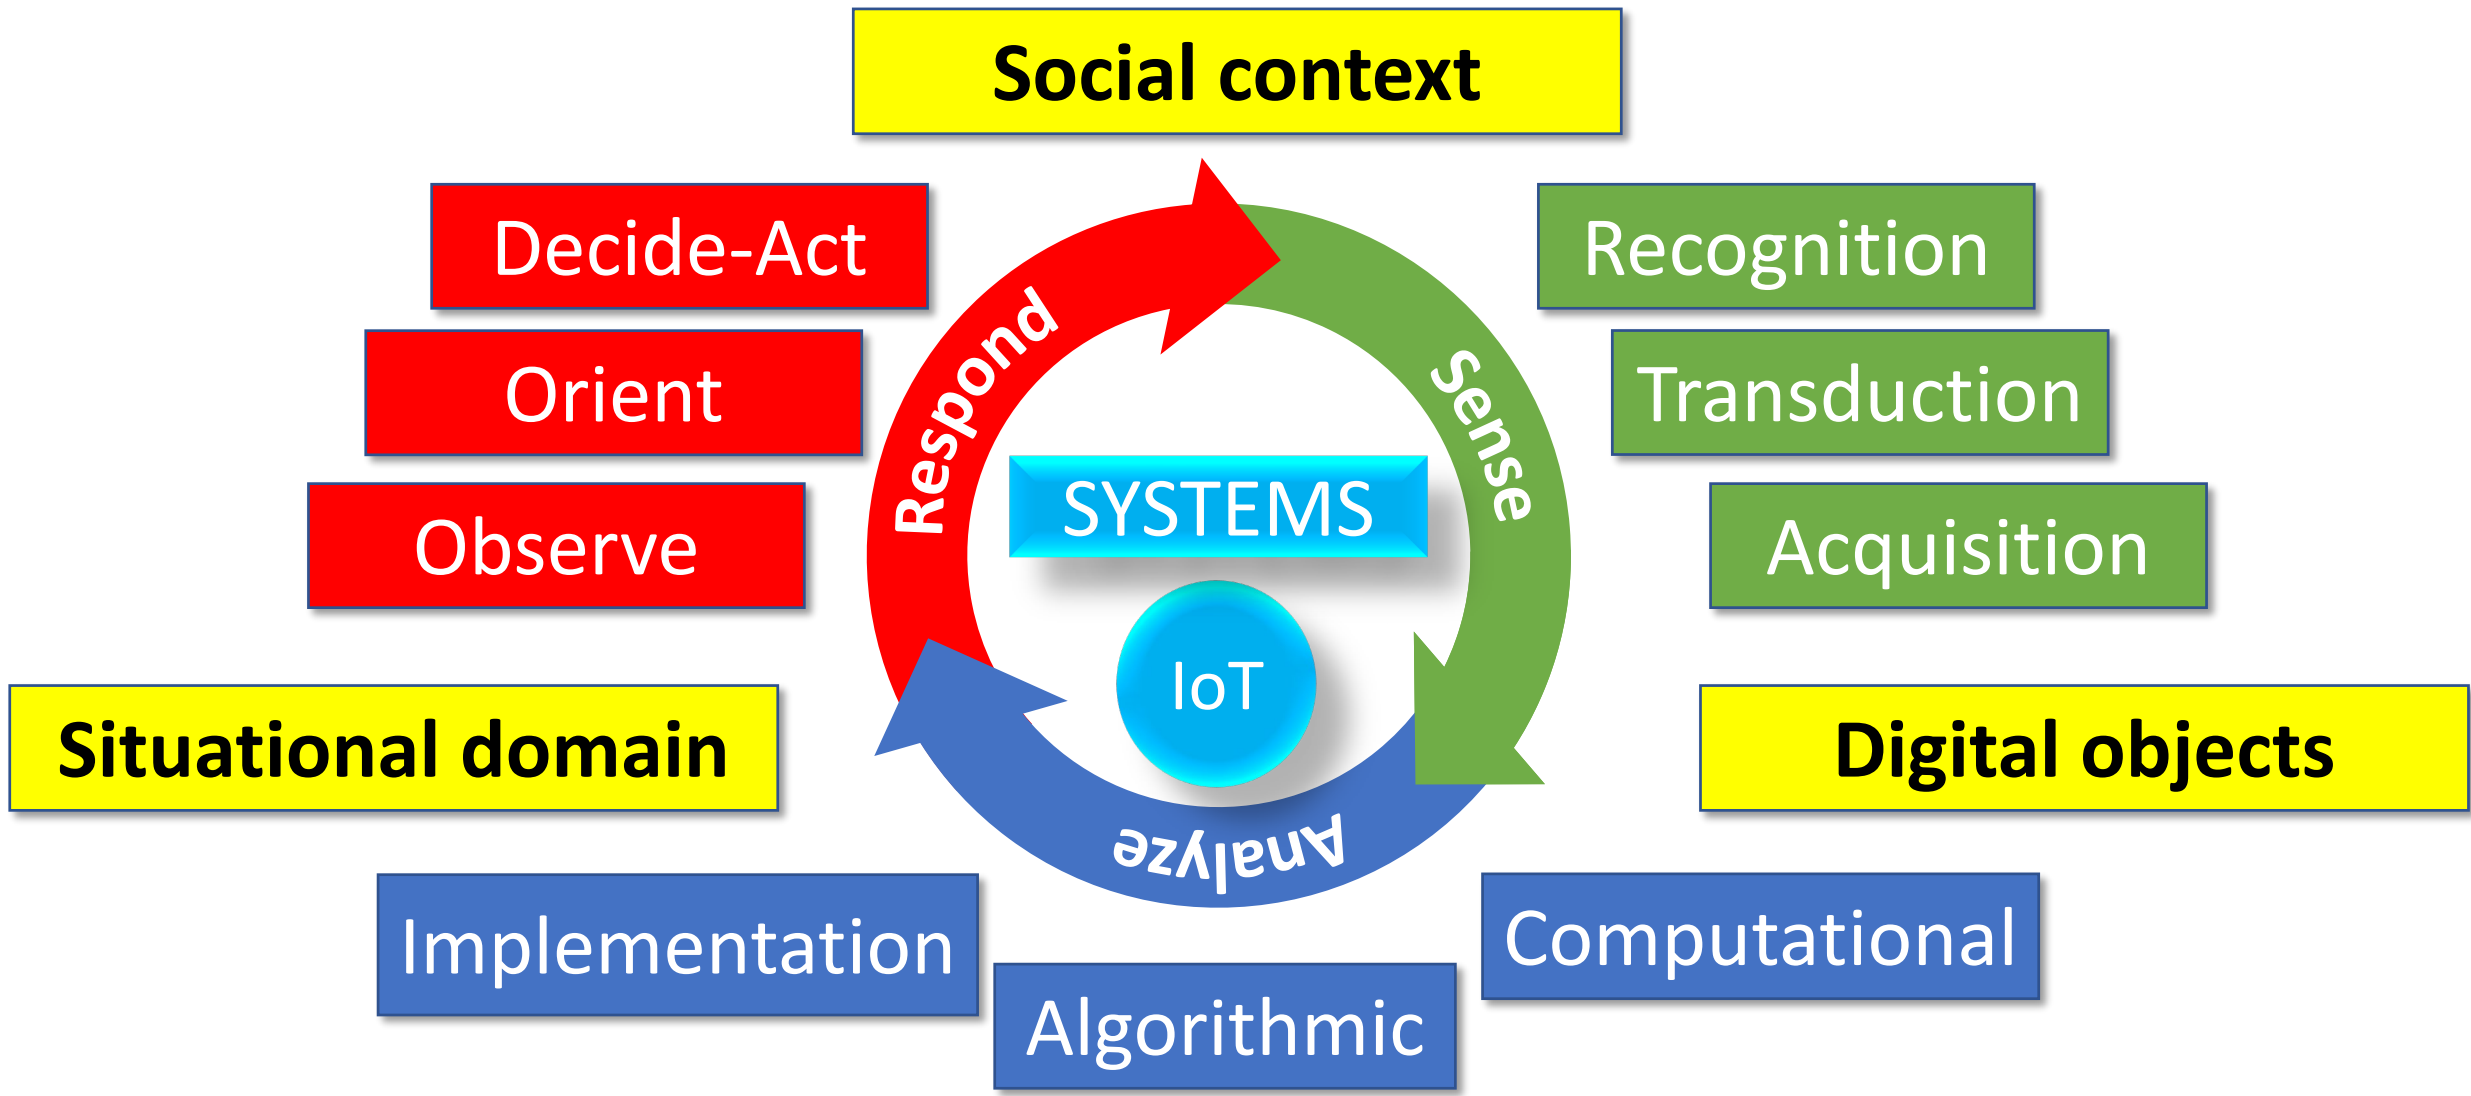 Social context
Decide-Act
Recognition
Respond
Orient
Sense
Transduction
SYSTEMS
Observe
Acquisition
IoT
Situational domain
Digital objects
Analyze
Implementation
Computational
Algorithmic